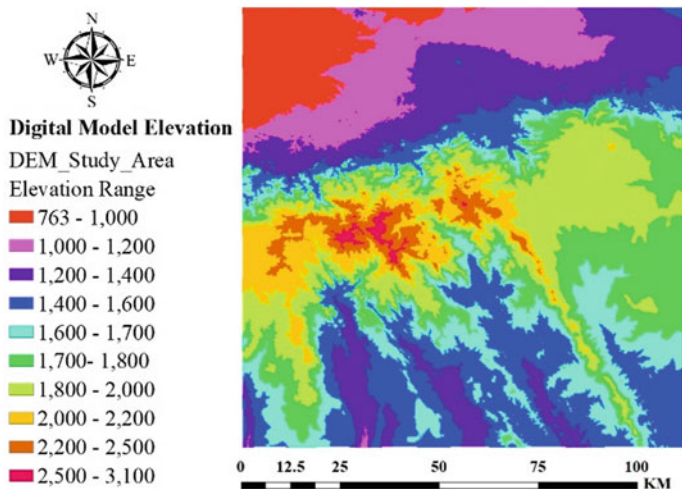 N
W E
S
Digital Model Elevation
DEM_Study_Area
Elevation Range
763 - 1,000
1,000 - 1,200
1,200 - 1,400
1,400 - 1,600
1,600 - 1,700
1,700- 1,800
1,800 - 2,000
2,000 - 2,200
2,200 - 2,500
2,500 - 3,100
0 12.5 25 50 75 100
KM